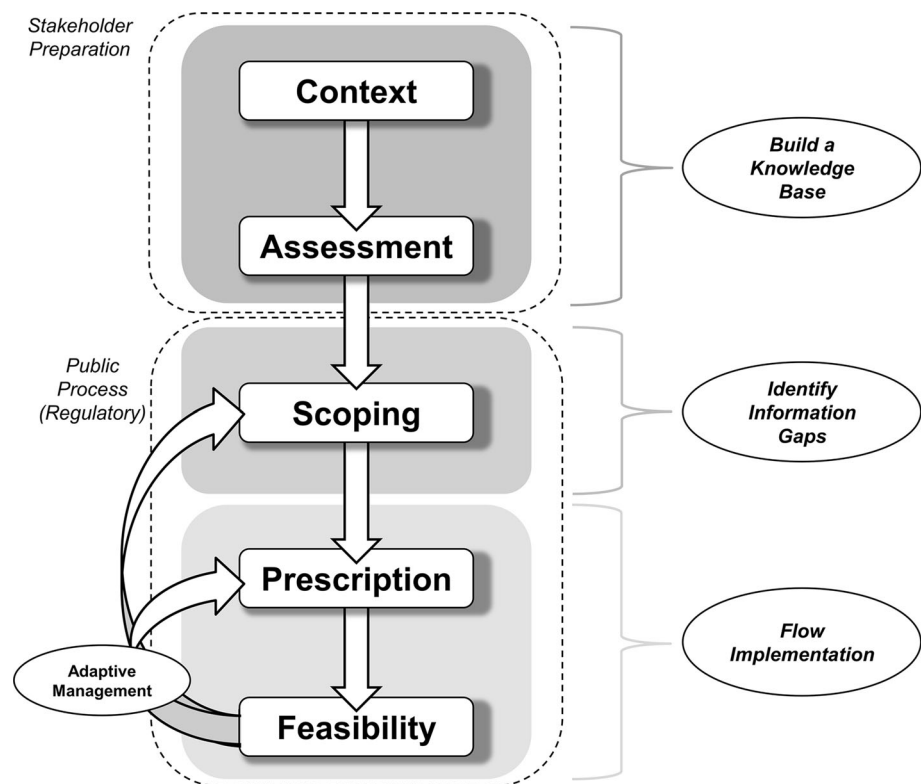 Stakeholder
Preparation
Context
Assessment
Build a
Knowledge
Base
Public
Process
(Regulatory)
Scoping
Identify
Information
Gaps
Prescription
Flow
Implementation
Adaptive
Management
Feasibility